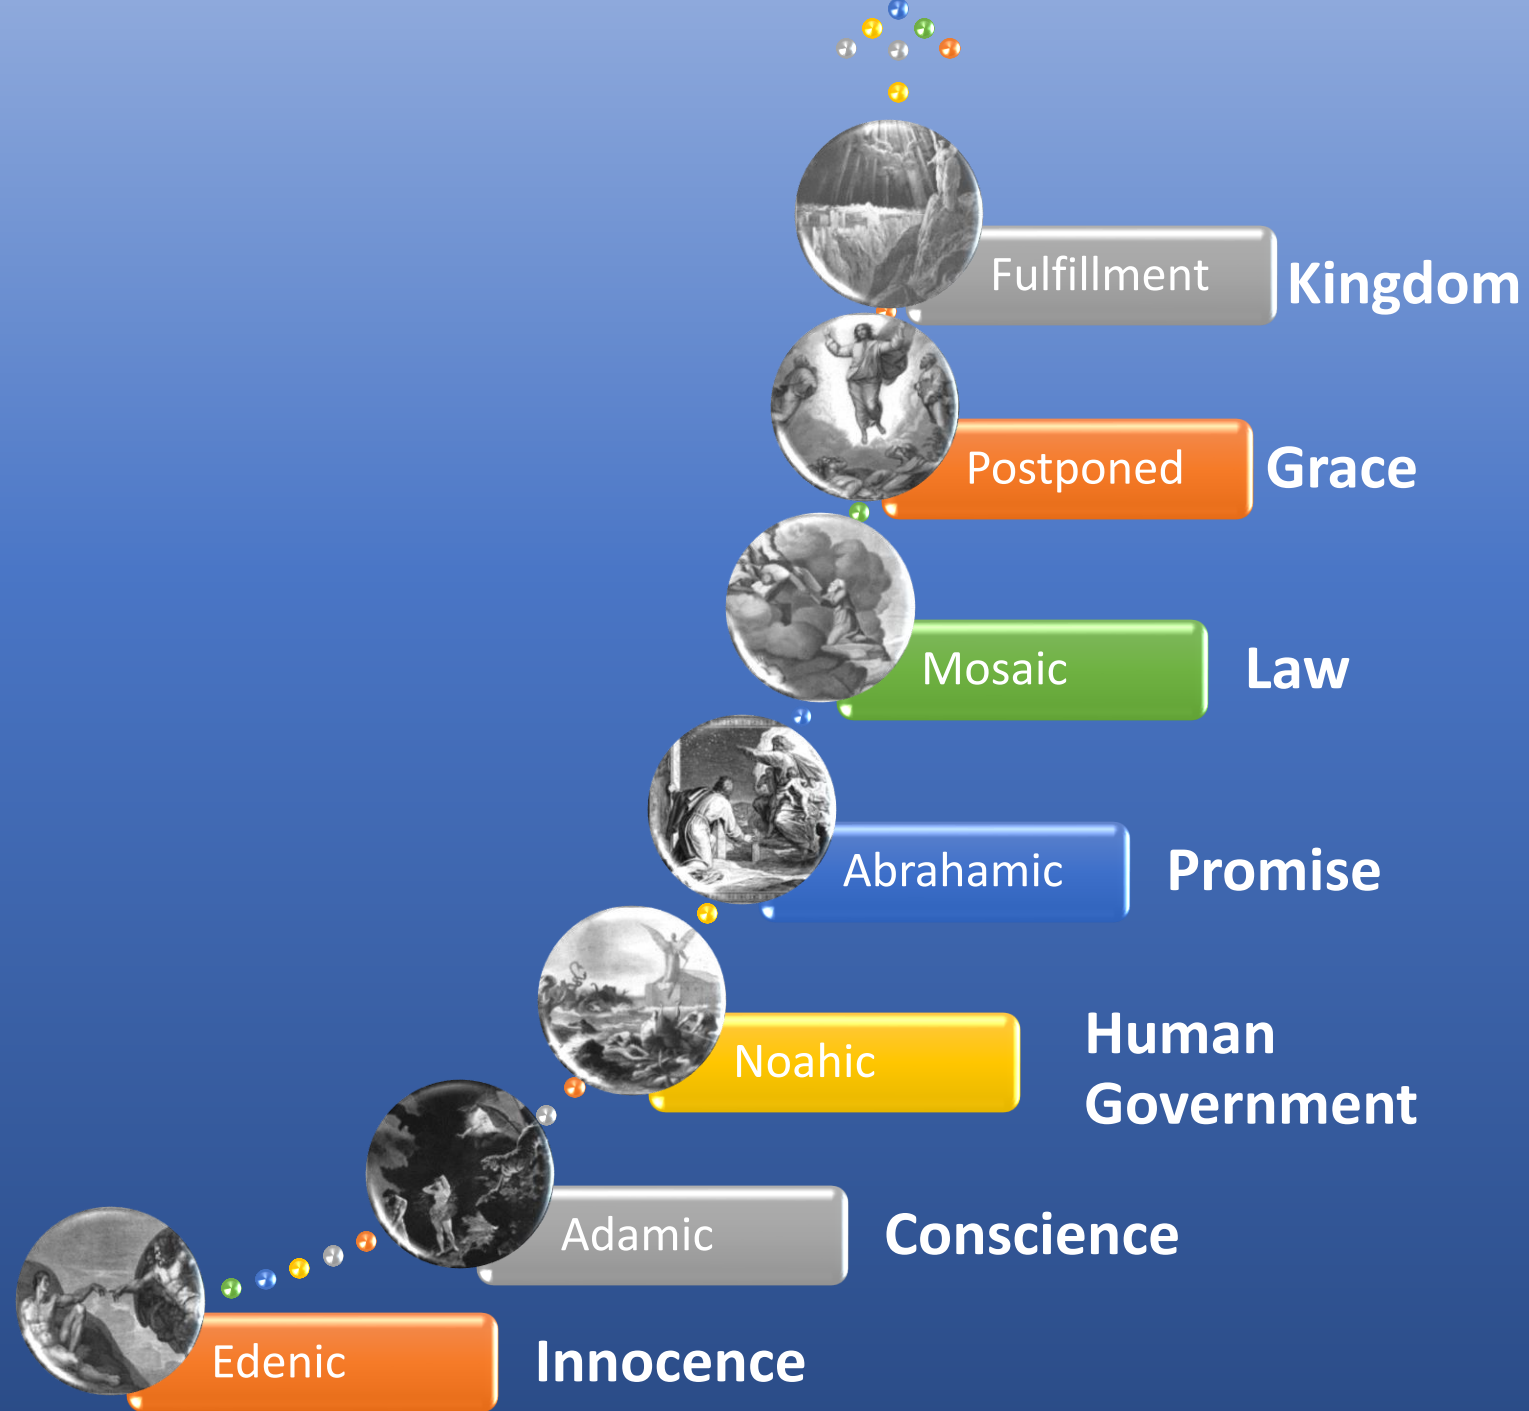 Fulfillment Kingdom
Postponed Grace
Mosaic Law
Abrahamic Promise
Noahic Human
Government
Adamic Conscience
Edenic Innocence